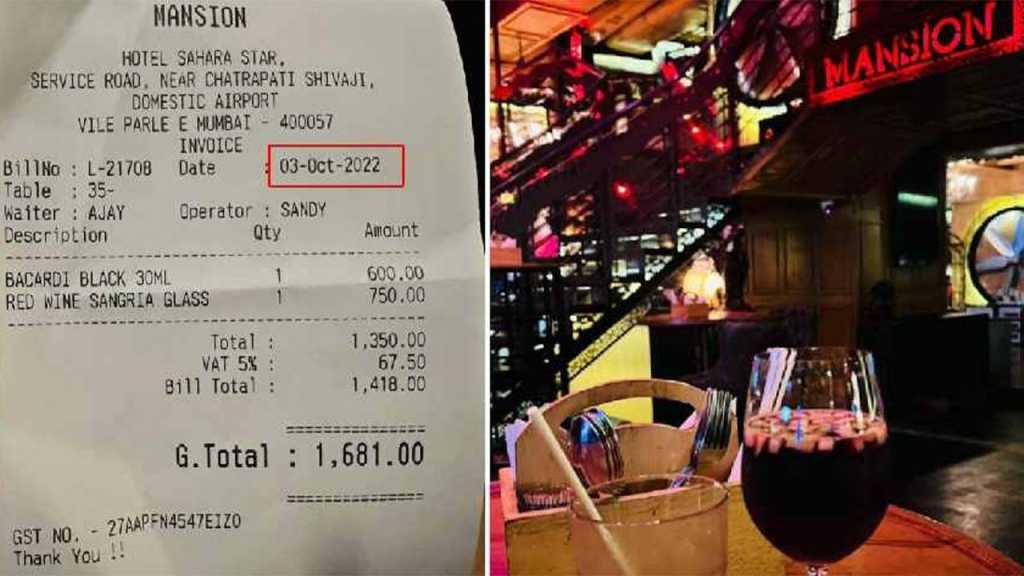 MANSION
HOTEL SAHARA STAR,
SERVICE ROAD, NEAR CHATRAPATI SHIVAJI,
DOMESTIC AIRPORT
VILE PARLE E MUMBAI - 400057
INVOICE
BillNo : L-21708 Date : 03-Oct-2022
Table : 35-
Waiter : AJAY Operator : SANDY
Description Qty Amount
BACARDI BLACK 30ML 1 600.00
RED WINE SANGRIA GLASS 1 750.00
Total : 1,350.00
VAT 5% : 67.50
Bill Total : 1,418.00
G.Total : 1,681.00
GST NO. - 27AAPFN4547E1ZO
Thank You !!
MANSION